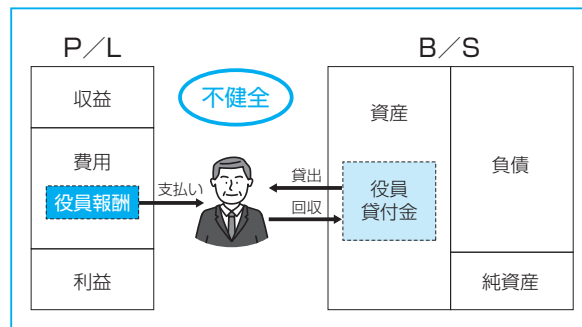 P／L
収益
費用
役員報酬
利益
不健全
支払い
貸出
回収
B／S
資産
役員
貸付金
負債
純資産